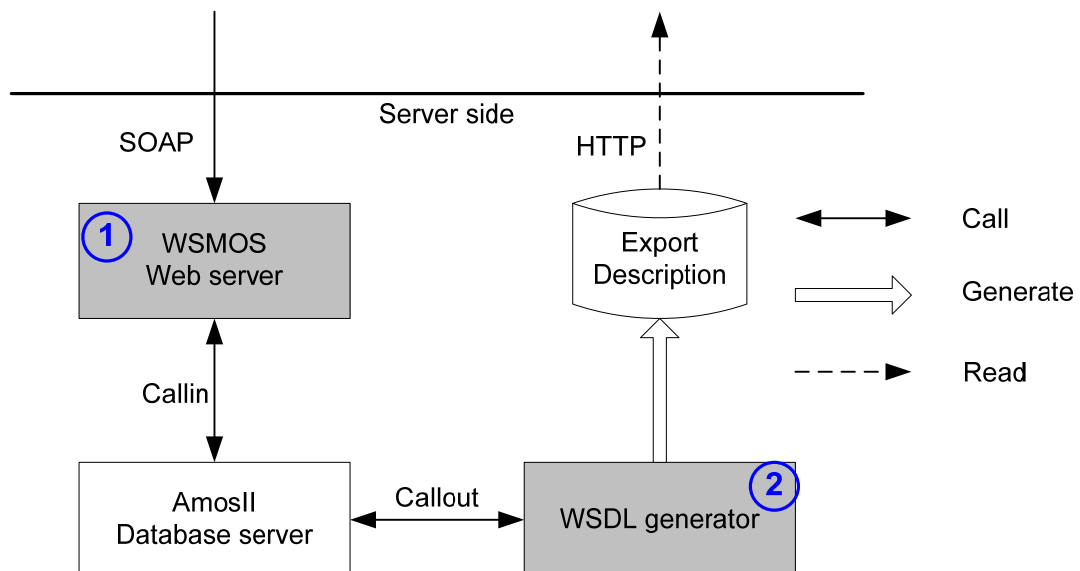 Server side
SOAP
HTTP
1
WSMOS
Web server
Export
Description
Call
Generate
Read
Callin
AmosII
Database server
Callout
2
WSDL generator